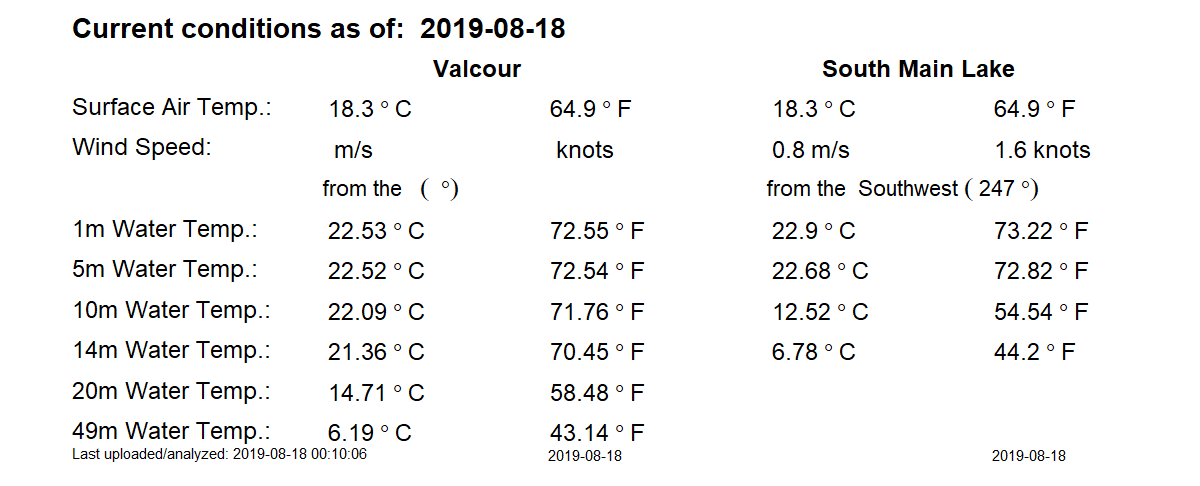 Current conditions as of:  2019-08-18
Valcour South Main Lake
Surface Air Temp.: 18.3 ° C 64.9 ° F 18.3 ° C 64.9 ° F
Wind Speed: m/s knots 0.8 m/s 1.6 knots
from the ( °) from the Southwest ( 247 °)
1m Water Temp.: 22.53 ° C 72.55 ° F 22.9 ° C 73.22 ° F
5m Water Temp.: 22.52 ° C 72.54 ° F 22.68 ° C 72.82 ° F
10m Water Temp.: 22.09 ° C 71.76 ° F 12.52 ° C 54.54 ° F
14m Water Temp.: 21.36 ° C 70.45 ° F 6.78 ° C 44.2 ° F
20m Water Temp.: 14.71 ° C 58.48 ° F
49m Water Temp.: 6.19 ° C 43.14 ° F
Last uploaded/analyzed: 2019-08-18 00:10:06 2019-08-18 2019-08-18